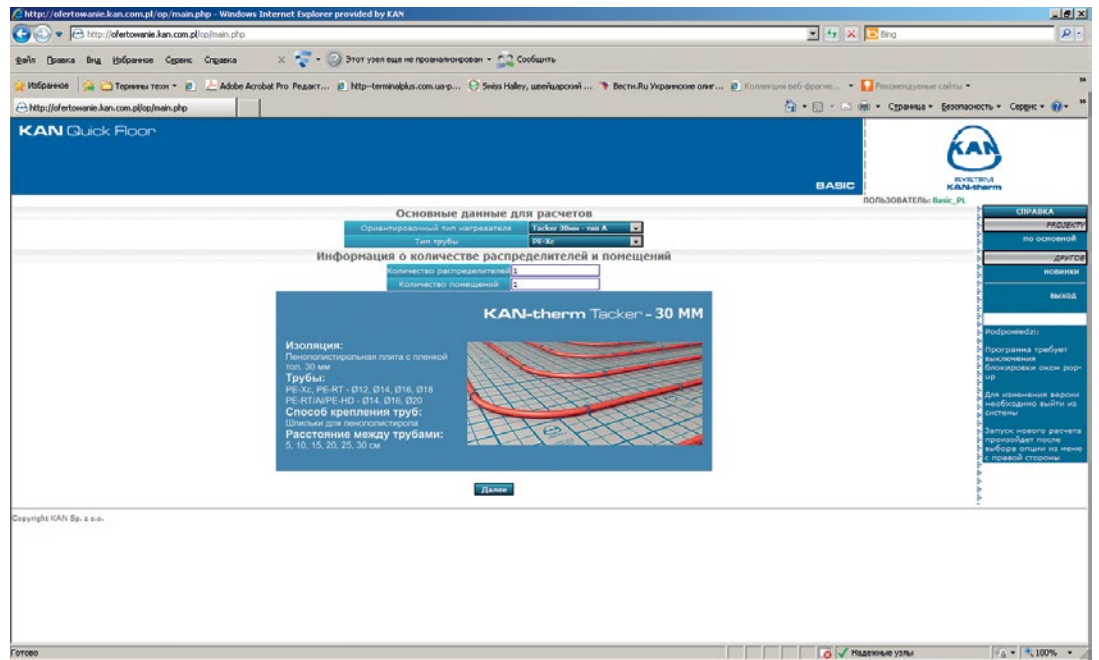 http://ofertowanie.kan.com.pl/op/main.php - Windows Internet Explorer provided by KAN
http://ofertowanie.kan.com.pl/op/main.php
Bing
Файл Правка Вид Избранное Сервис Справка
Этот узел еще не проанализирован
Сообщить
Избранное
Термины техн
Adobe Acrobat Pro Редакт...
http--terminalplus.com.ua-p...
Swiss Halley, швейцарский ...
Вести.Ru Украинские олиг...
Коллекция веб-фрагме...
Рекомендуемые сайты
http://ofertowanie.kan.com.pl/op/main.php
Страница Безопасность Сервис
KAN Quick Floor
BASIC
KAN
SYSTEM
KAN-therm
ПОЛЬЗОВАТЕЛЬ: Basic_PL
Основные данные для расчетов
Ориентировочный тип нагревателя Tacker 30мм - тип A
Тип трубы PE-Xc
Информация о количестве распределителей и помещений
Количество распределителей 1
Количество помещений 1
KAN-therm Tacker - 30 MM
Изоляция:
Пенополистирольная плита с пленкой
тол. 30 мм
Трубы:
PE-Xc, PE-RT - Ø12, Ø14, Ø16, Ø18
PE-RT/Al/PE-HD - Ø14, Ø16, Ø20
Способ крепления труб:
Шпильки для пенополистирола
Расстояние между трубами:
5, 10, 15, 20, 25, 30 см
Далее
СПРАВКА
PROJEKTY
по основной
ДРУГОЕ
новинки
выход
Podpowiedzi:
Программа требует
выключения
блокировки окон pop-
up
Для изменения версии
необходимо выйти из
системы
Запуск нового расчета
произойдет после
выбора опции из меню
с правой стороны
Copyright KAN Sp. z o.o.
Готово
Надежные узлы
100%